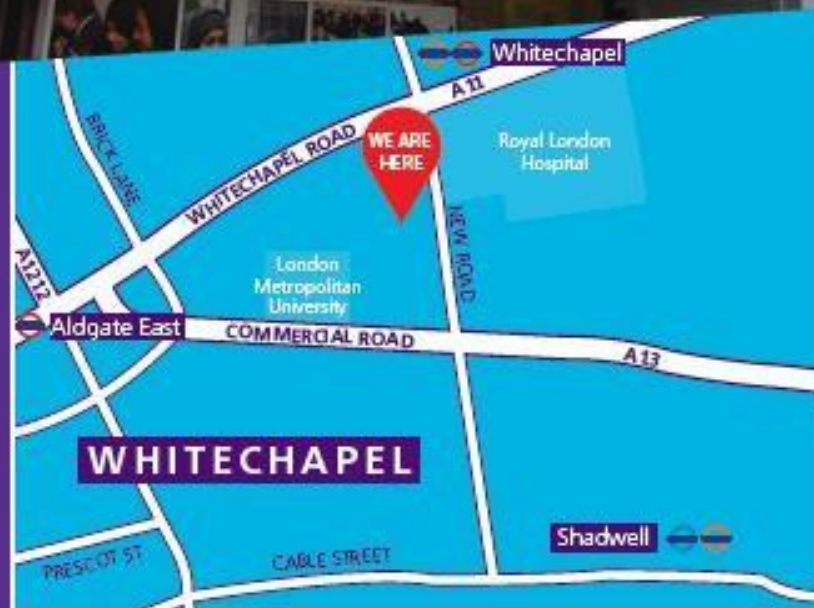 Whitechapel
A11
BRICK LANE
WHITECHAPEL ROAD
WE ARE
HERE
Royal London
Hospital
NEW ROAD
A1212
London
Metropolitan
University
Aldgate East
COMMERCIAL ROAD
A13
WHITECHAPEL
Shadwell
PRESCOT ST
CABLE STREET